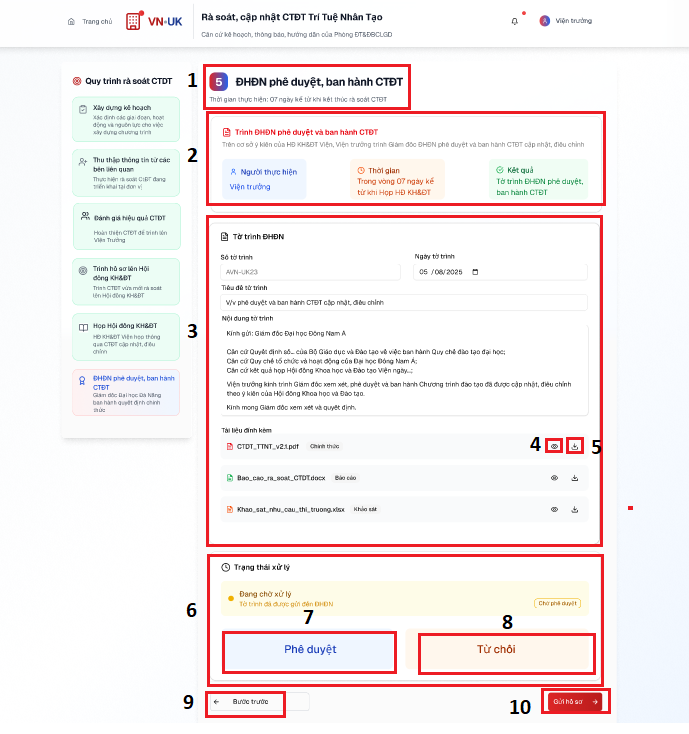 Trang chủ
VN-UK
Rà soát, cập nhật CTĐT Trí Tuệ Nhân Tạo
Căn cứ kế hoạch, thông báo, hướng dẫn của Phòng ĐT&ĐBCLGD
Viện trưởng
Quy trình rà soát CTDT
Xây dựng kế hoạch
Xác định các giai đoạn, hoạt
động và nguồn lực cho việc
xây dựng chương trình
Thu thập thông tin từ các
bên liên quan
Thực hiện rà soát CTĐT đang
triển khai tại đơn vị
Đánh giá hiệu quả CTĐT
Hoàn thiện CTĐT để trình lên
Viện Trưởng
Trình hồ sơ lên Hội
đồng KH&ĐT
Trình CTĐT vừa mới rà soát
lên Hội đồng KH&ĐT
Họp Hội đồng KH&ĐT
HĐ KH&ĐT Viện họp thông
qua CTĐT cập nhật, điều
chỉnh
ĐHĐN phê duyệt, ban hành
CTĐT
Giám đốc Đại học Đà Nẵng
ban hành quyết định chính
thức
1
5
ĐHĐN phê duyệt, ban hành CTĐT
Thời gian thực hiện: 07 ngày kể từ khi kết thúc rà soát CTĐT
2
Trình ĐHĐN phê duyệt và ban hành CTĐT
Trên cơ sở ý kiến của HĐ KH&ĐT Viện, Viện trưởng trình Giám đốc ĐHĐN phê duyệt và ban hành CTĐT cập nhật, điều chỉnh
Người thực hiện
Viện trưởng
Thời gian
Trong vòng 07 ngày kể
từ khi Họp HĐ KH&ĐT
Kết quả
Tờ trình ĐHĐN phê duyệt,
ban hành CTĐT
3
Tờ trình ĐHĐN
Số tờ trình
AVN-UK23
Ngày tờ trình
05 /08/2025
Tiêu đề tờ trình
V/v phê duyệt và ban hành CTĐT cập nhật, điều chỉnh
Nội dung tờ trình
Kính gửi: Giám đốc Đại học Đông Nam Á
Căn cứ Quyết định số... của Bộ Giáo dục và Đào tạo về việc ban hành Quy chế đào tạo đại học;
Căn cứ Quy chế tổ chức và hoạt động của Đại học Đông Nam Á;
Căn cứ kết quả họp Hội đồng Khoa học và Đào tạo Viện ngày...;
Viện trưởng kính trình Giám đốc xem xét, phê duyệt và ban hành Chương trình đào tạo đã được cập nhật, điều chỉnh
theo ý kiến của Hội đồng Khoa học và Đào tạo.
Kính mong Giám đốc xem xét và quyết định.
Tài liệu đính kèm
CTDT_TTNT_v2.1.pdf Chính thức
4
5
Bao_cao_ra_soat_CTDT.docx Báo cáo
Khao_sat_nhu_cau_thi_truong.xlsx Khảo sát
6
Trạng thái xử lý
Đang chờ xử lý
Tờ trình đã được gửi đến ĐHĐN
Chờ phê duyệt
7
8
Phê duyệt
Từ chối
9
Bước trước
10
Gửi hồ sơ